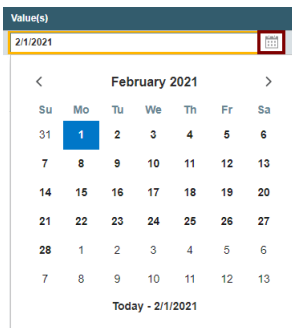 Value(s)
2/1/2021
< February 2021 >
Su Mo Tu We Th Fr Sa
31 1 2 3 4 5 6
7 8 9 10 11 12 13
14 15 16 17 18 19 20
21 22 23 24 25 26 27
28 1 2 3 4 5 6
7 8 9 10 11 12 13
Today - 2/1/2021